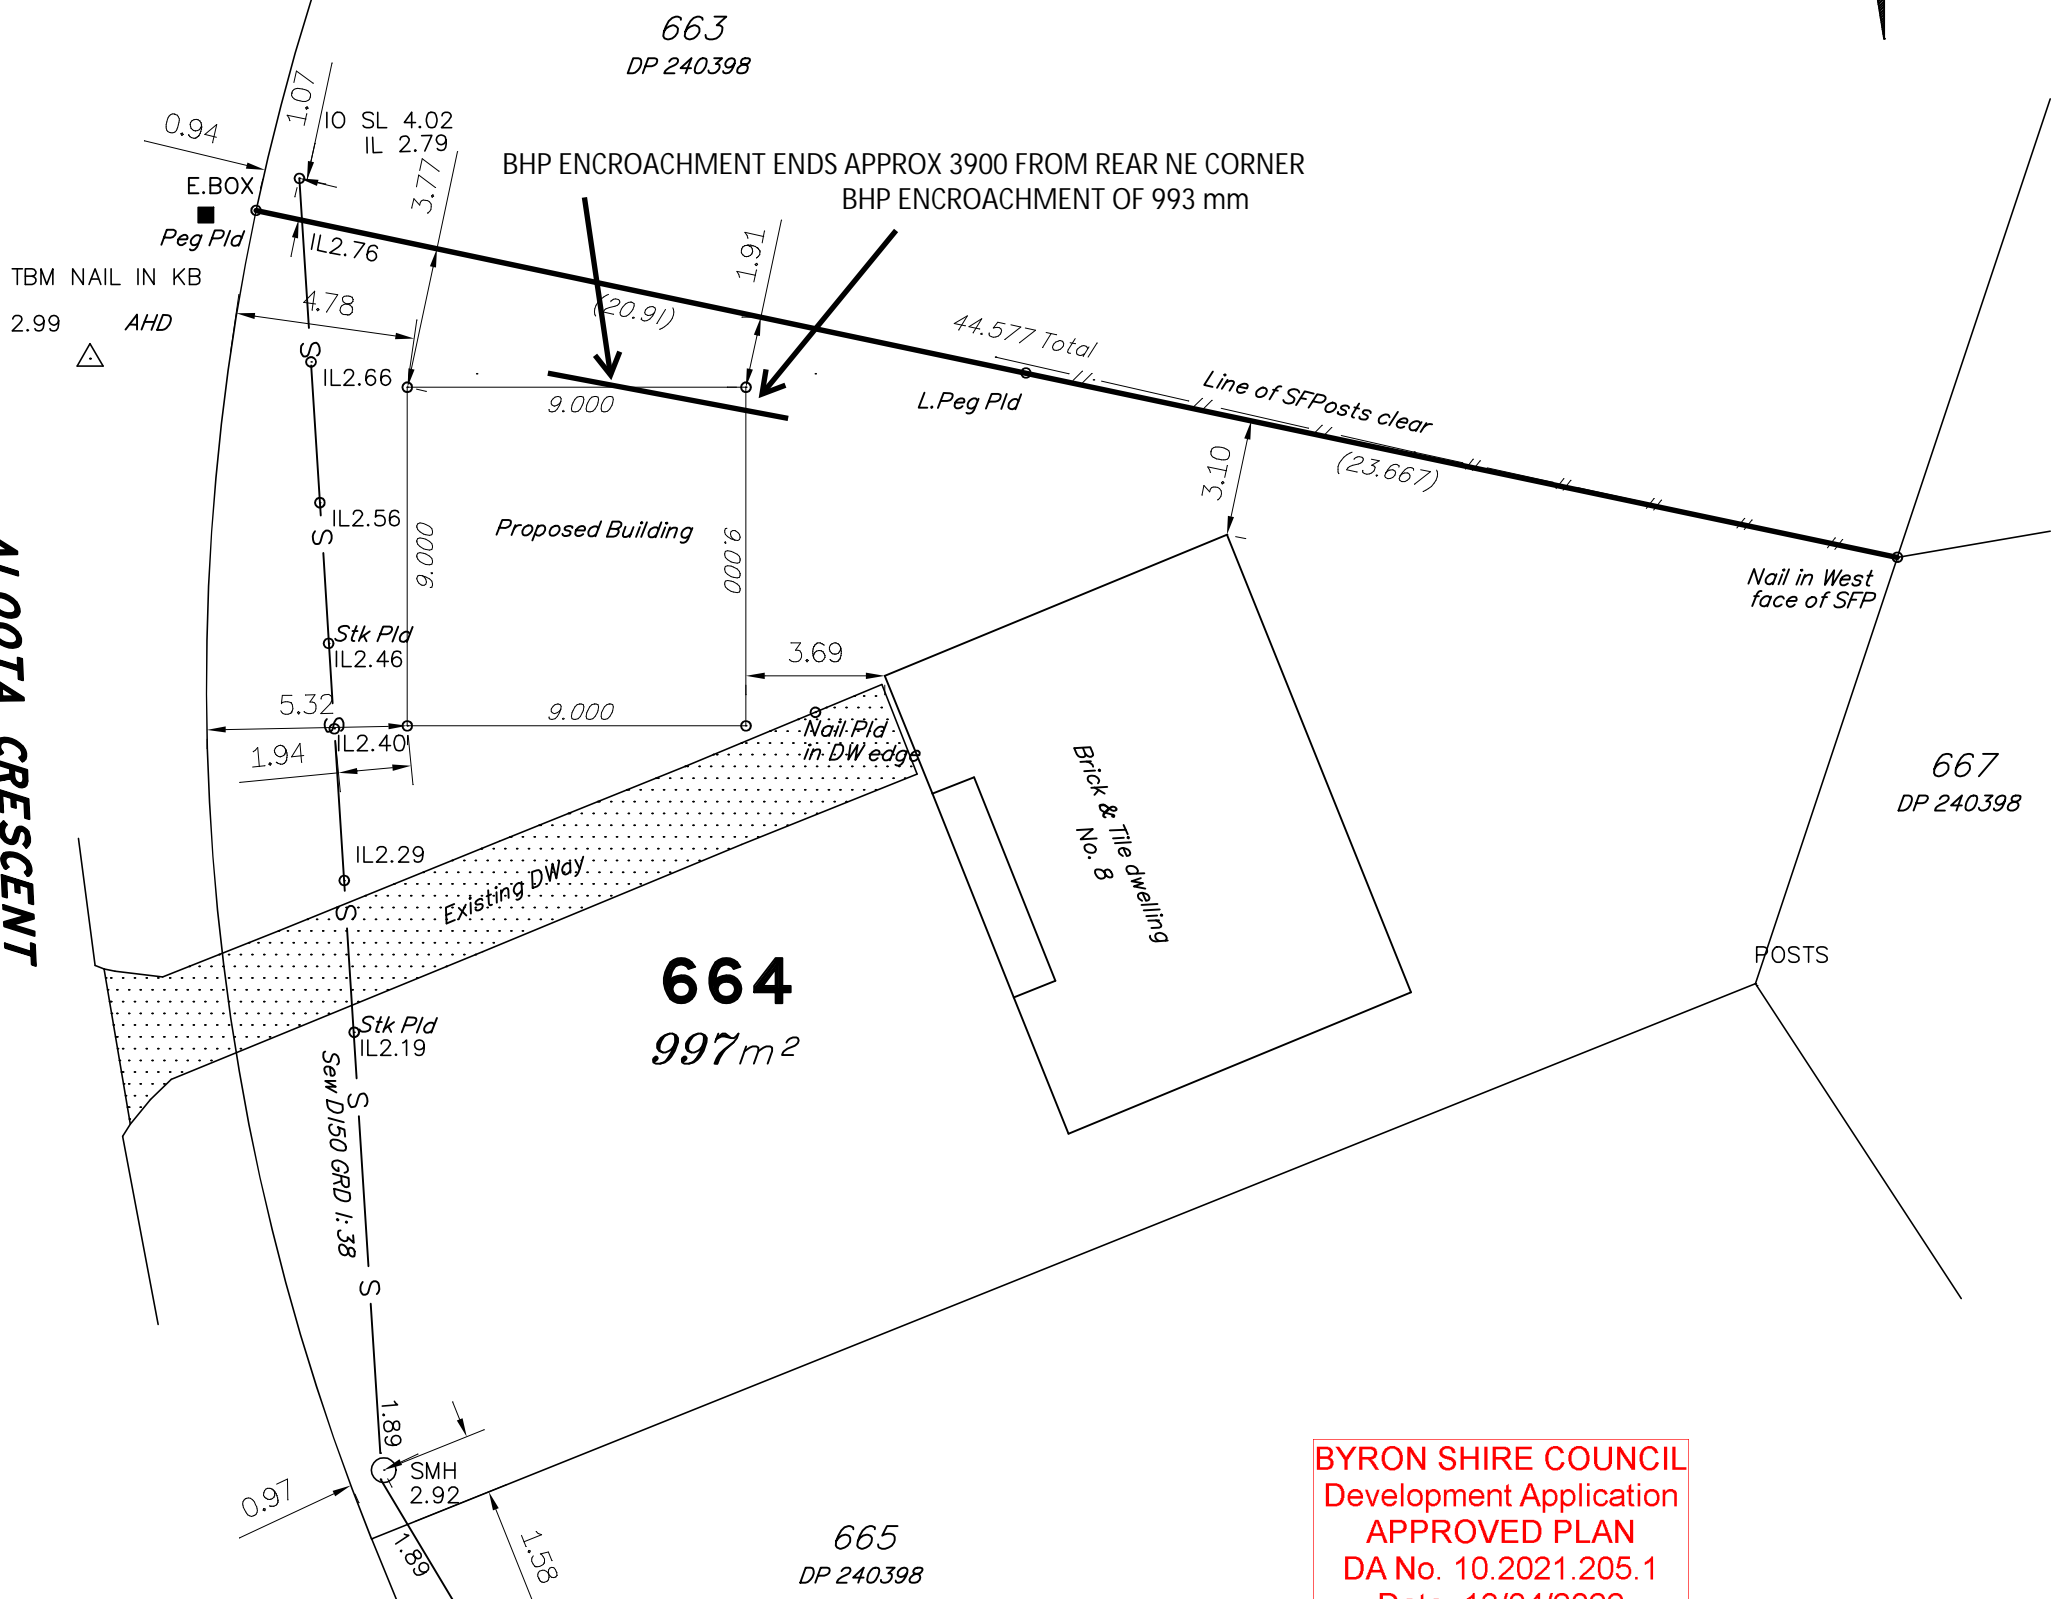 663
DP 240398
1.07
0.94
IO SL 4.02
IL 2.79
3.77
BHP ENCROACHMENT ENDS APPROX 3900 FROM REAR NE CORNER
BHP ENCROACHMENT OF 993 mm
E.BOX
Peg Pld
IL2.76
1.91
TBM NAIL IN KB
2.99 AHD
4.78
(20.91)
44.577 Total
IL2.66
9.000
L.Peg Pld
Line of SFPosts clear
(23.667)
3.10
S
IL2.56
S
9.000
Proposed Building
9.000
Nail in West
face of SFP
ALOOTA CRESCENT
Stk Pld
IL2.46
3.69
5.32
S
9.000
IL2.40
1.94
Nail Pld
in DW edge
Brick & Tile dwelling
No. 8
667
DP 240398
IL2.29
Existing DWay
S
664
997m²
POSTS
Stk Pld
IL2.19
Sew D150 GRD 1:38
S
S
1.89
SMH
2.92
0.97
1.89
1.58
665
DP 240398
BYRON SHIRE COUNCIL
Development Application
APPROVED PLAN
DA No. 10.2021.205.1